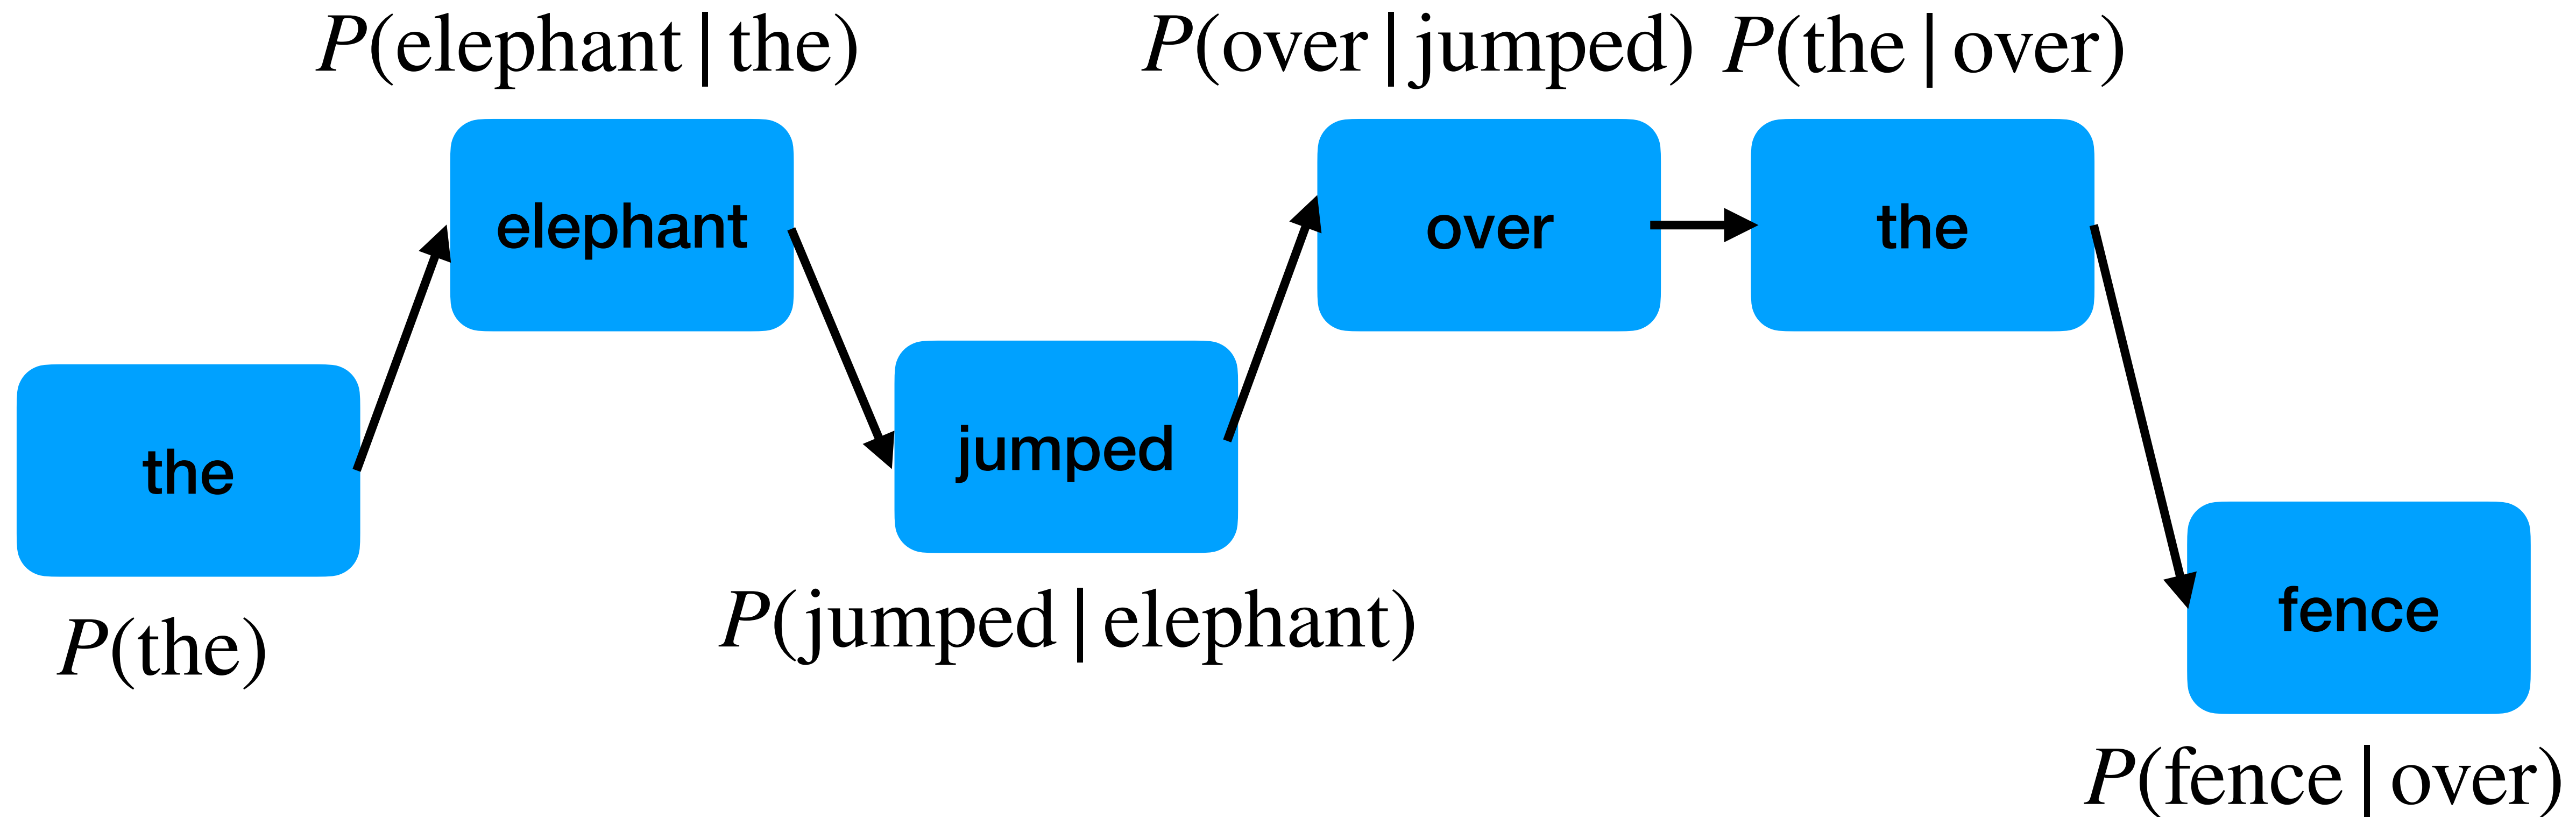 P(elephant | the)
P(over | jumped)
P(the | over)
elephant
over
the
the
jumped
P(the)
P(jumped | elephant)
fence
P(fence | over)